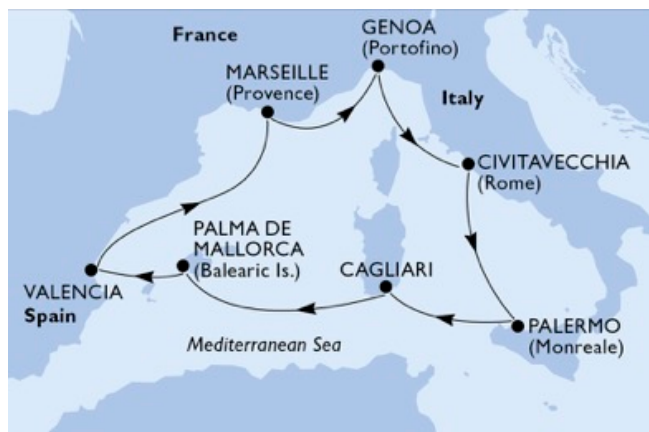 France
GENOA
(Portofino)
MARSEILLE
(Provence)
Italy
CIVITAVECCHIA
(Rome)
PALMA DE
MALLORCA
(Balearic Is.)
CAGLIARI
VALENCIA
Spain
PALERMO
(Monreale)
Mediterranean Sea